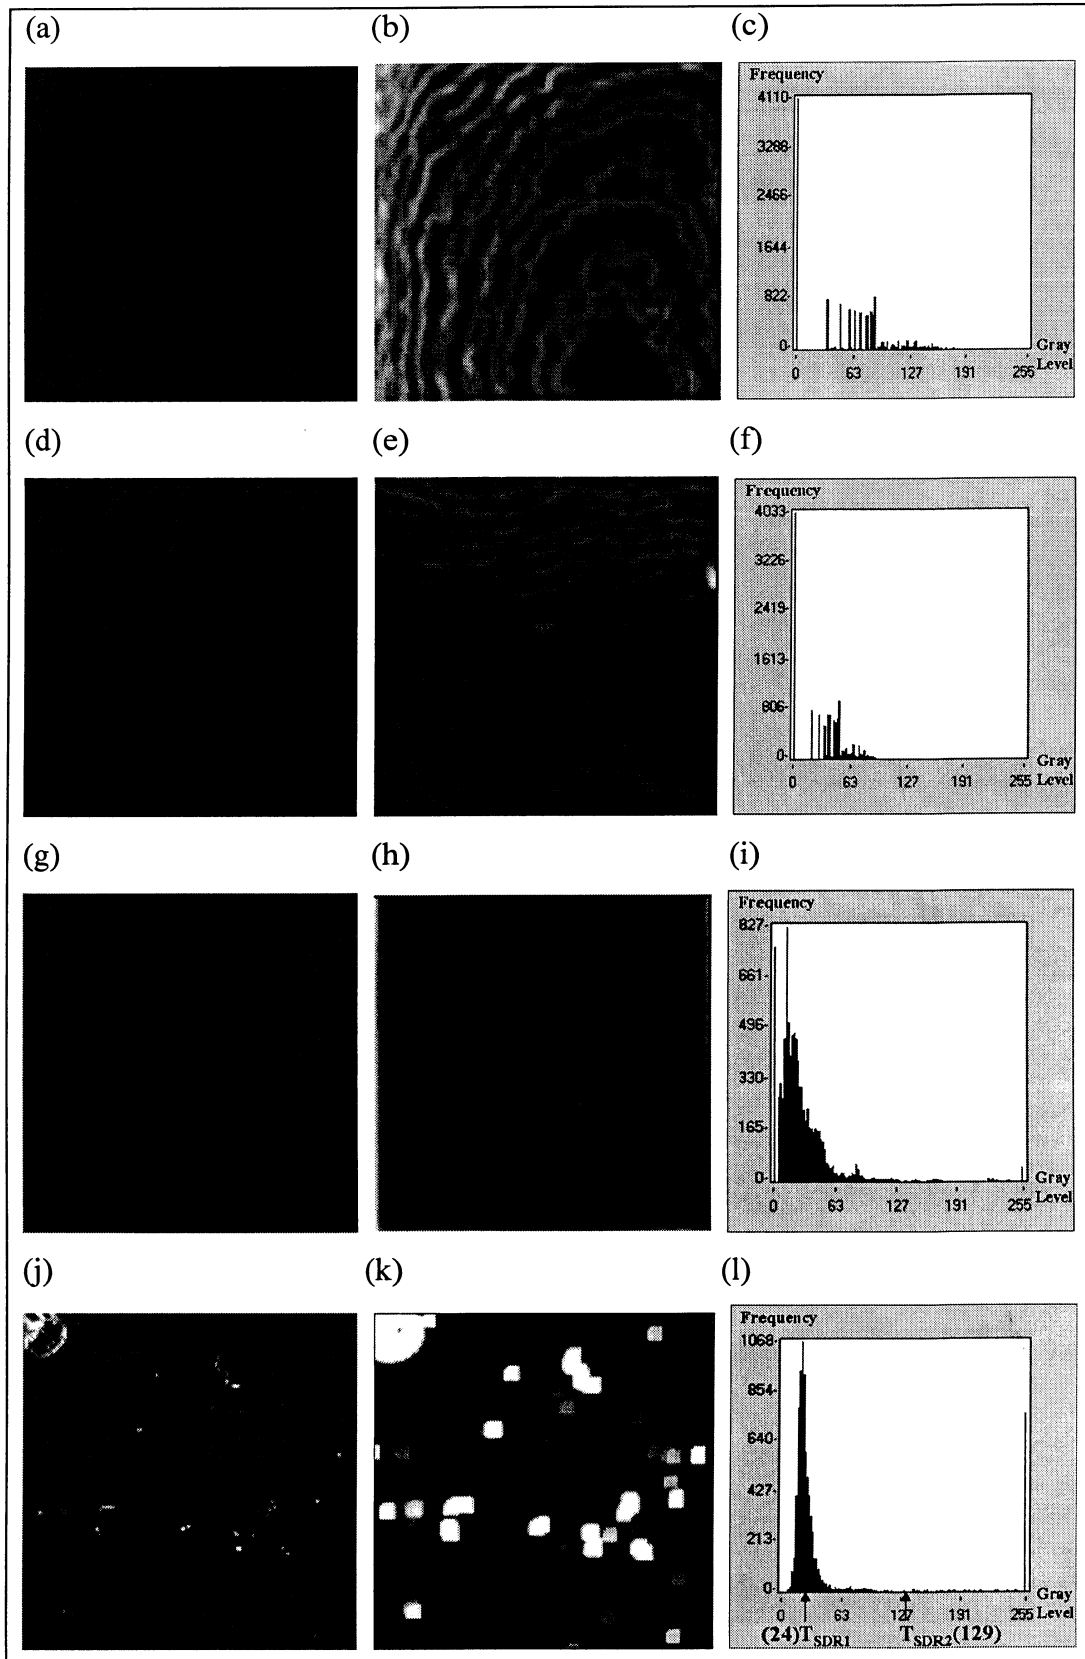 (a) (b) (c)
Frequency
4110-
3288-
2466-
1644-
822-
0-
Gray
Level
0 63 127 191 255
(d) (e) (f)
Frequency
4033-
3226-
2419-
1613-
806-
0-
Gray
Level
0 63 127 191 255
(g) (h) (i)
Frequency
827-
661-
496-
330-
165-
0-
Gray
Level
0 63 127 191 255
(j) (k) (l)
Frequency
1068-
854-
640-
427-
213-
0-
Gray
Level
0 63 127 191 255
(24)TSDR1 TSDR2(129)